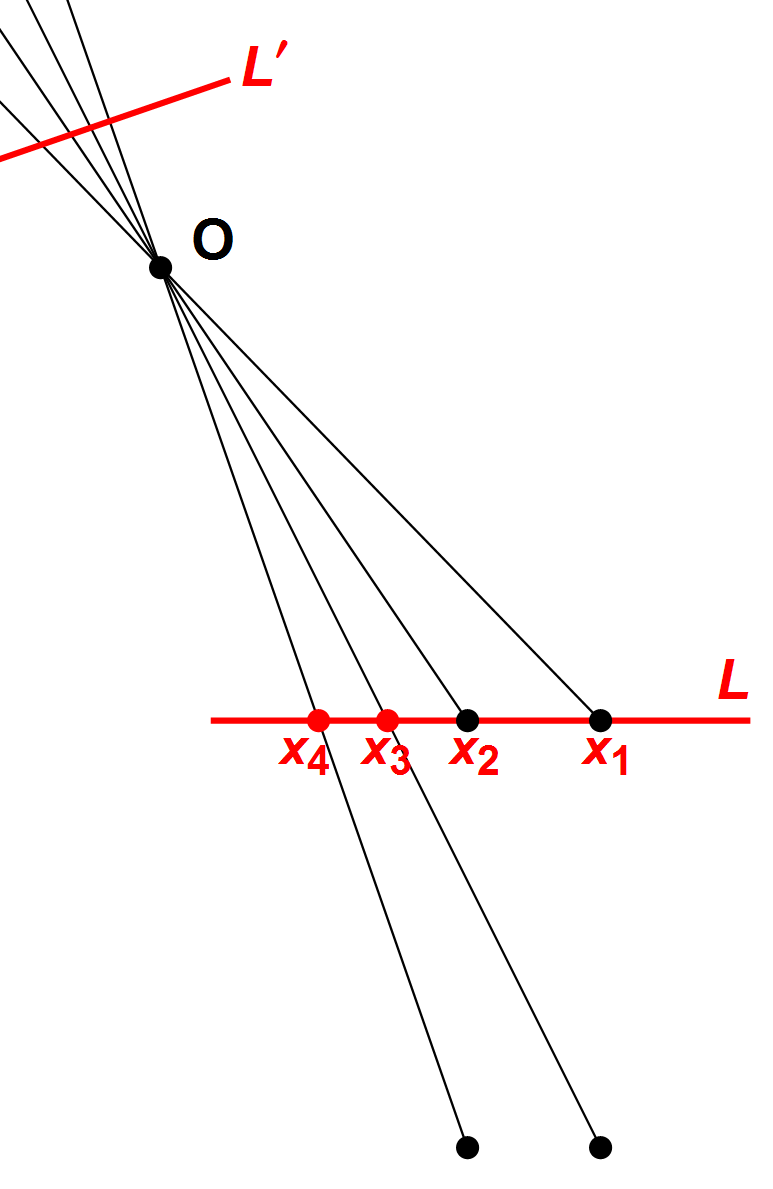 L′
O
L
x₄ x₃ x₂ x₁